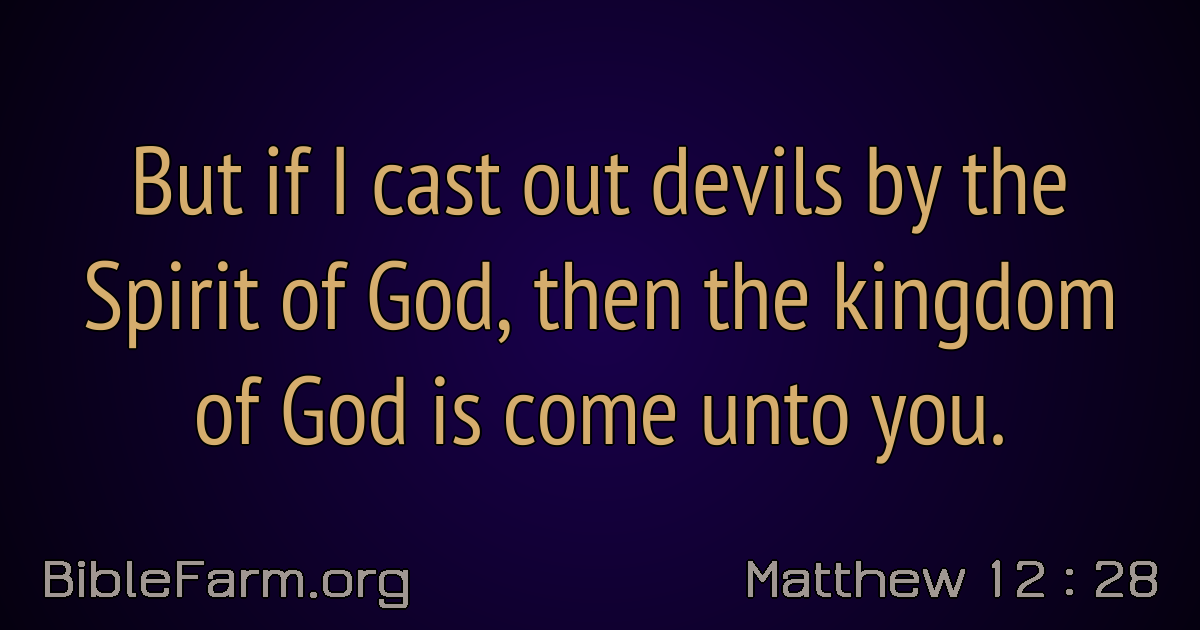 But if I cast out devils by the
Spirit of God, then the kingdom
of God is come unto you.
BibleFarm.org
Matthew 12 : 28